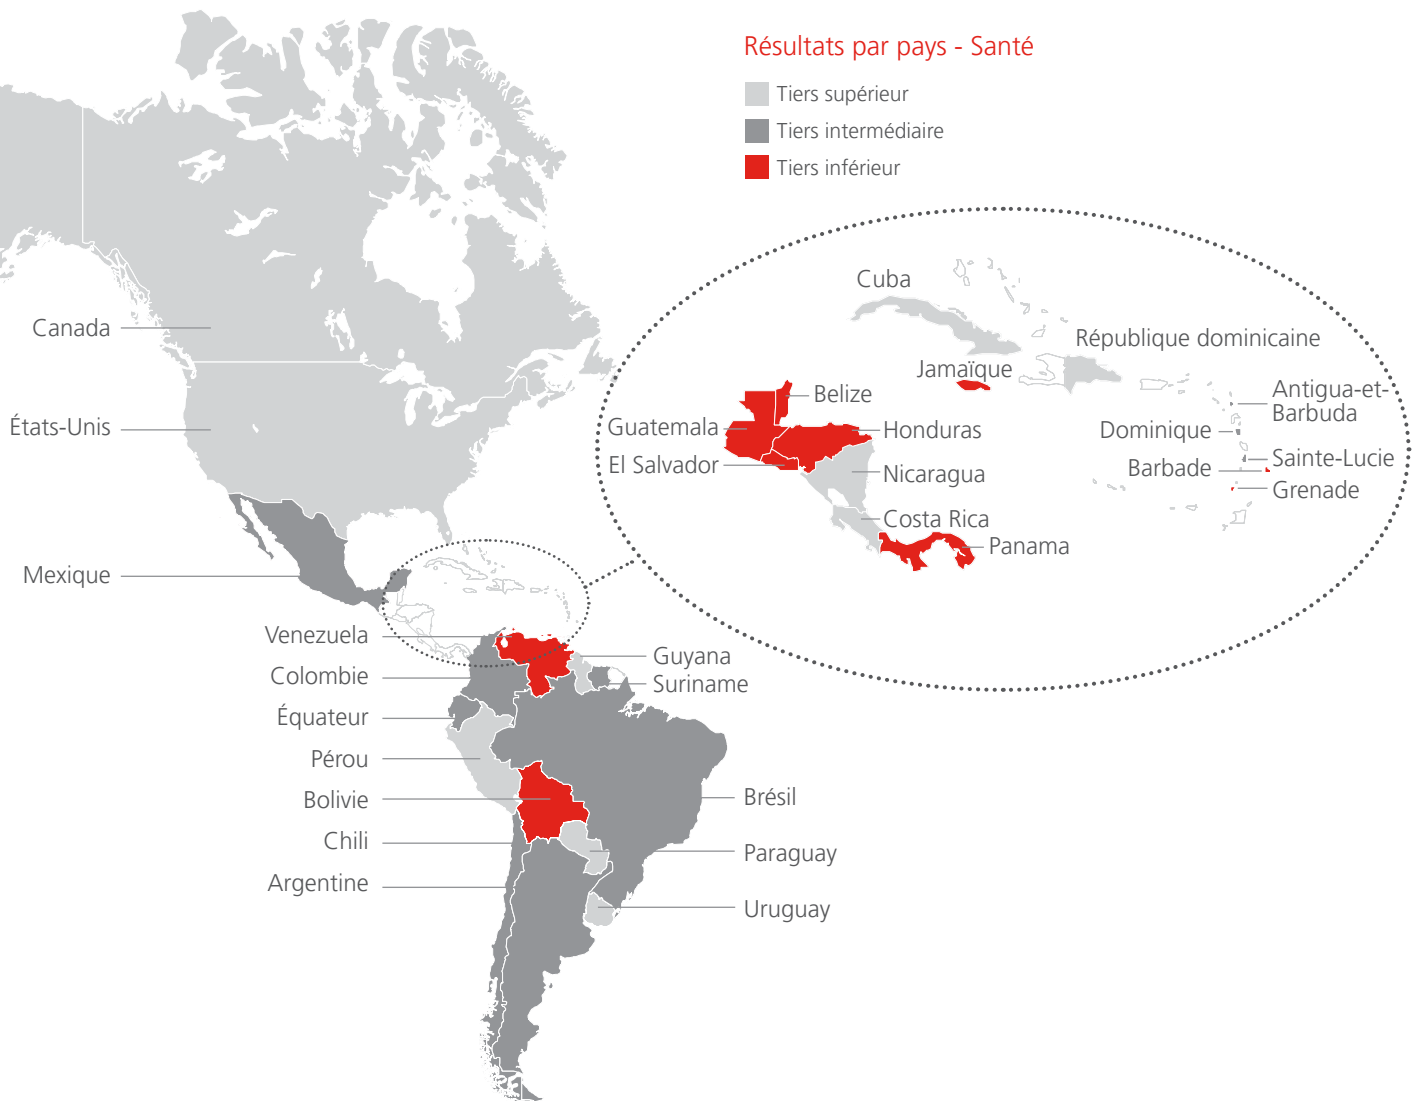 Résultats par pays - Santé
Tiers supérieur
Tiers intermédiaire
Tiers inférieur
Canada
États-Unis
Mexique
Venezuela
Colombie
Équateur
Pérou
Bolivie
Chili
Argentine
Guyana
Suriname
Brésil
Paraguay
Uruguay
Cuba
République dominicaine
Jamaïque
Belize
Guatemala
Honduras
El Salvador
Nicaragua
Costa Rica
Panama
Antigua-et-
Barbuda
Dominique
Sainte-Lucie
Barbade
Grenade